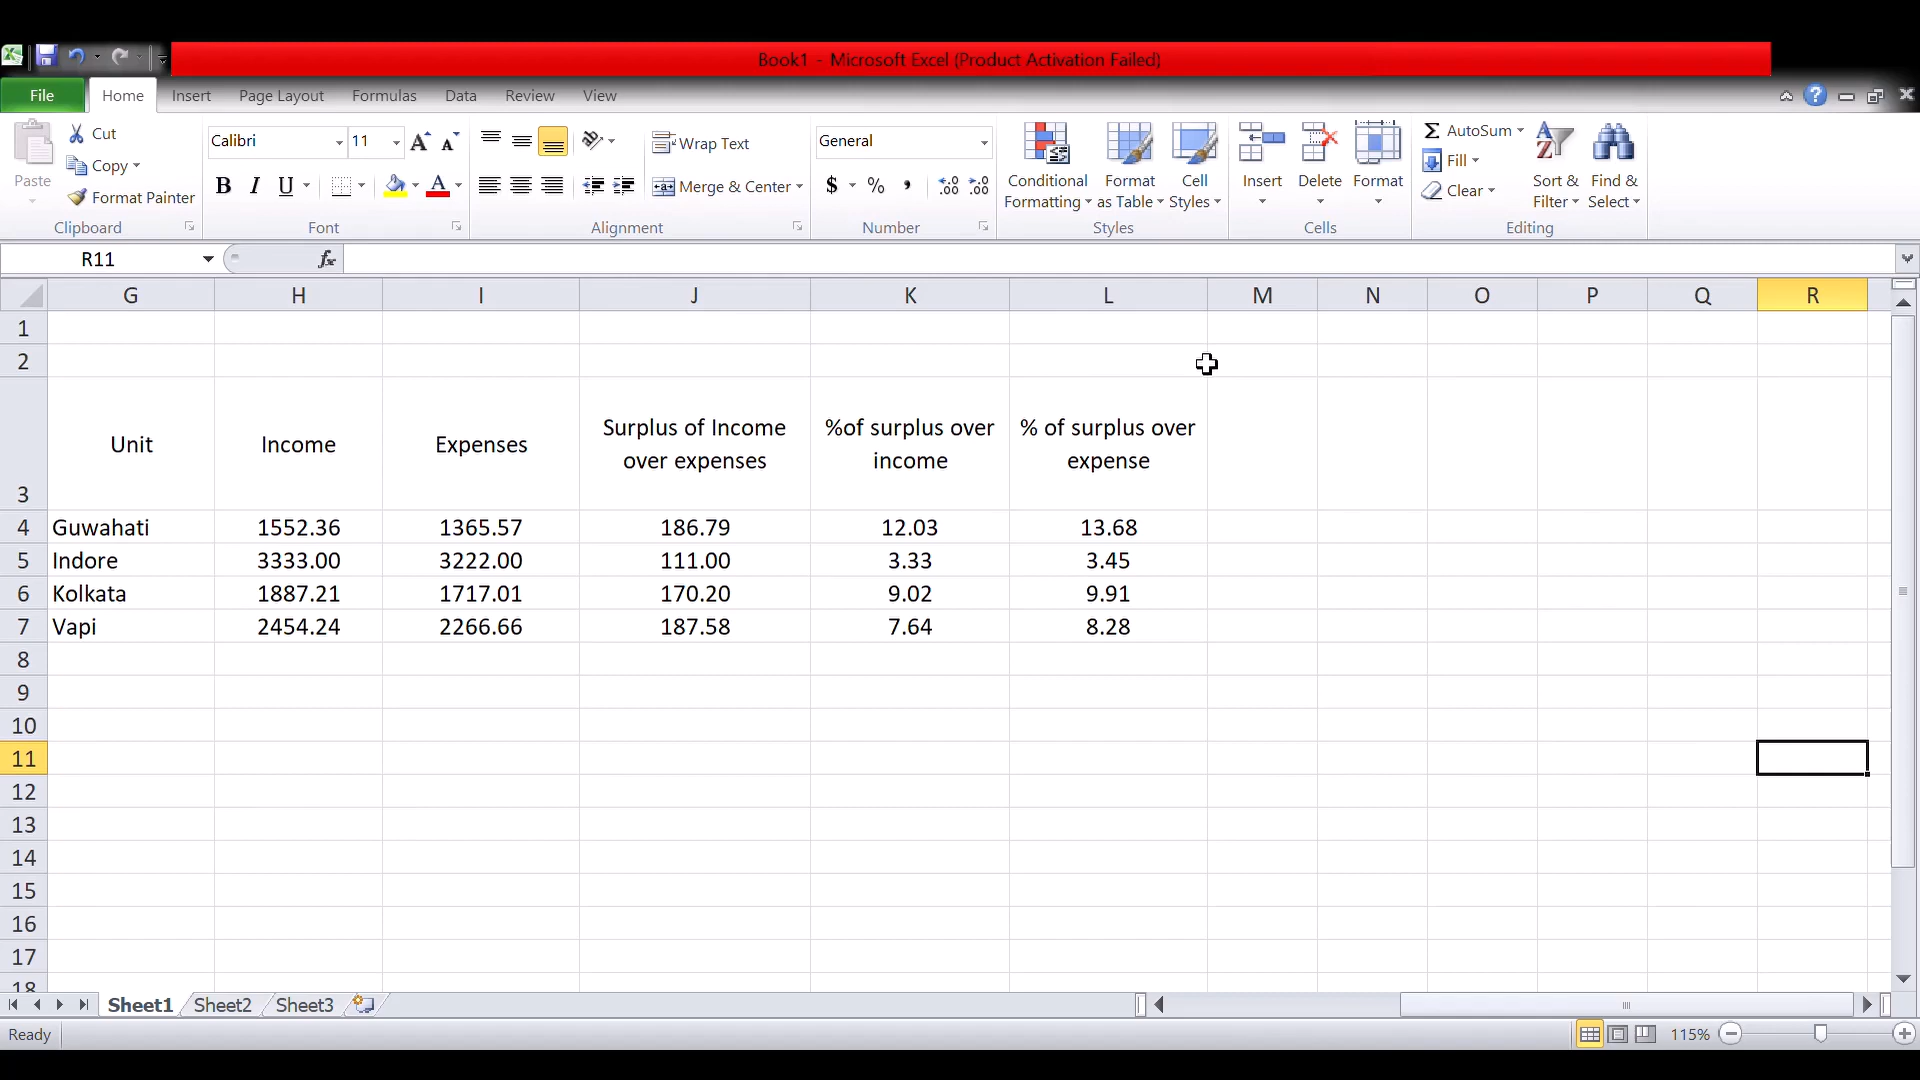 Book1 - Microsoft Excel (Product Activation Failed)
File Home Insert Page Layout Formulas Data Review View
Paste
Cut
Copy
Format Painter
Clipboard
Calibri 11
B I U
Font
Wrap Text
Merge & Center
Alignment
General
$ % ,
Number
Conditional Formatting
Format as Table
Cell Styles
Styles
Insert Delete Format
Cells
Σ AutoSum
Fill
Clear
Sort & Filter
Find & Select
Editing
R11 fx
G H I J K L M N O P Q R
1
2
3 Unit Income Expenses Surplus of Income over expenses %of surplus over income % of surplus over expense
4 Guwahati 1552.36 1365.57 186.79 12.03 13.68
5 Indore 3333.00 3222.00 111.00 3.33 3.45
6 Kolkata 1887.21 1717.01 170.20 9.02 9.91
7 Vapi 2454.24 2266.66 187.58 7.64 8.28
8
9
10
11
12
13
14
15
16
17
18
Sheet1 Sheet2 Sheet3
Ready 115%